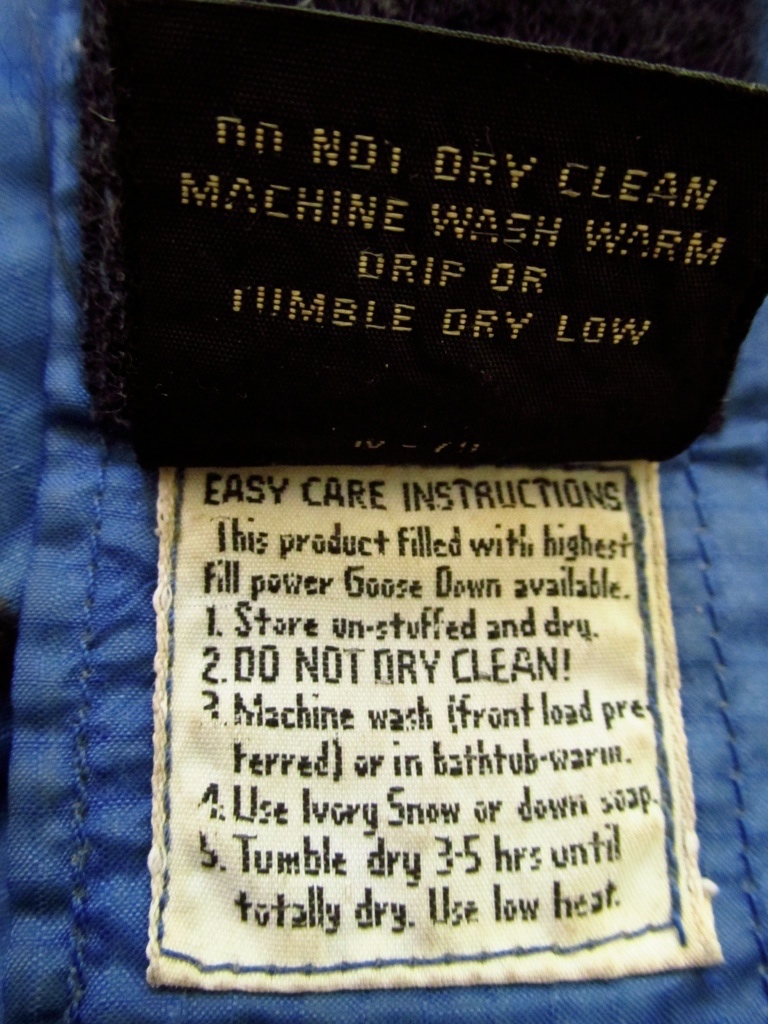 DO NOT DRY CLEAN
MACHINE WASH WARM
DRIP OR
TUMBLE DRY LOW
EASY CARE INSTRUCTIONS
This product filled with highest
fill power Goose Down available.
1. Store un-stuffed and dry.
2. DO NOT DRY CLEAN!
3. Machine wash (front load pre-
ferred) or in bathtub-warm.
4. Use Ivory Snow or down soap.
5. Tumble dry 3-5 hrs until
totally dry. Use low heat.